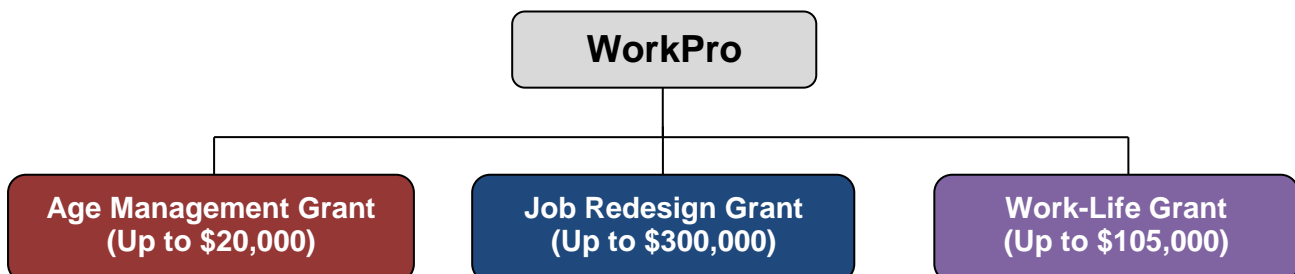 WorkPro
Age Management Grant
(Up to $20,000)
Job Redesign Grant
(Up to $300,000)
Work-Life Grant
(Up to $105,000)